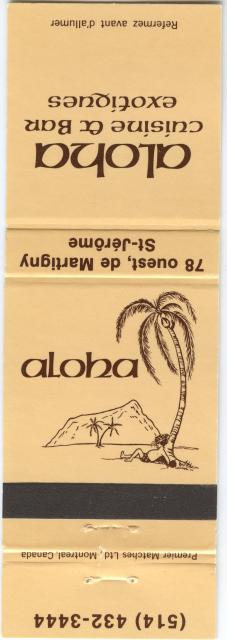 Refermez avant d'allumer
aloha
cuisine & Bar
exotiques
78 ouest, de Martigny
St-Jérôme
aloha
Premier Matches Ltd., Montreal, Canada
(514) 432-3444